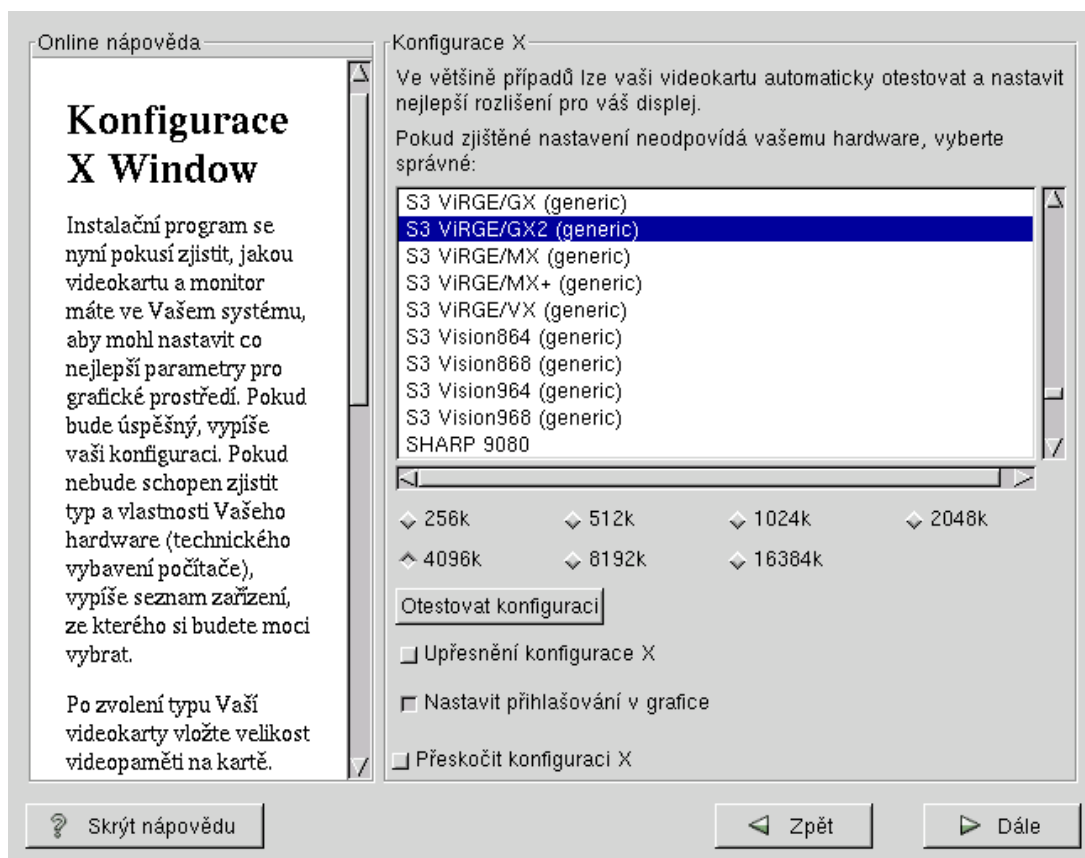 Online nápověda
Konfigurace
X Window
Instalační program se
nyní pokusí zjistit, jakou
videokartu a monitor
máte ve Vašem systému,
aby mohl nastavit co
nejlepší parametry pro
grafické prostředí. Pokud
bude úspěšný, vypíše
vaši konfiguraci. Pokud
nebude schopen zjistit
typ a vlastnosti Vašeho
hardware (technického
vybavení počítače),
vypíše seznam zařízení,
ze kterého si budete moci
vybrat.
Po zvolení typu Vaší
videokarty vložte velikost
videopaměti na kartě.
Konfigurace X
Ve většině případů lze vaši videokartu automaticky otestovat a nastavit
nejlepší rozlišení pro váš displej.
Pokud zjištěné nastavení neodpovídá vašemu hardware, vyberte
správné:
S3 ViRGE/GX (generic)
S3 ViRGE/GX2 (generic)
S3 ViRGE/MX (generic)
S3 ViRGE/MX+ (generic)
S3 ViRGE/VX (generic)
S3 Vision864 (generic)
S3 Vision868 (generic)
S3 Vision964 (generic)
S3 Vision968 (generic)
SHARP 9080
256k 512k 1024k 2048k
4096k 8192k 16384k
Otestovat konfiguraci
Upřesnění konfigurace X
Nastavit přihlašování v grafice
Přeskočit konfiguraci X
? Skrýt nápovědu
Zpět
Dále